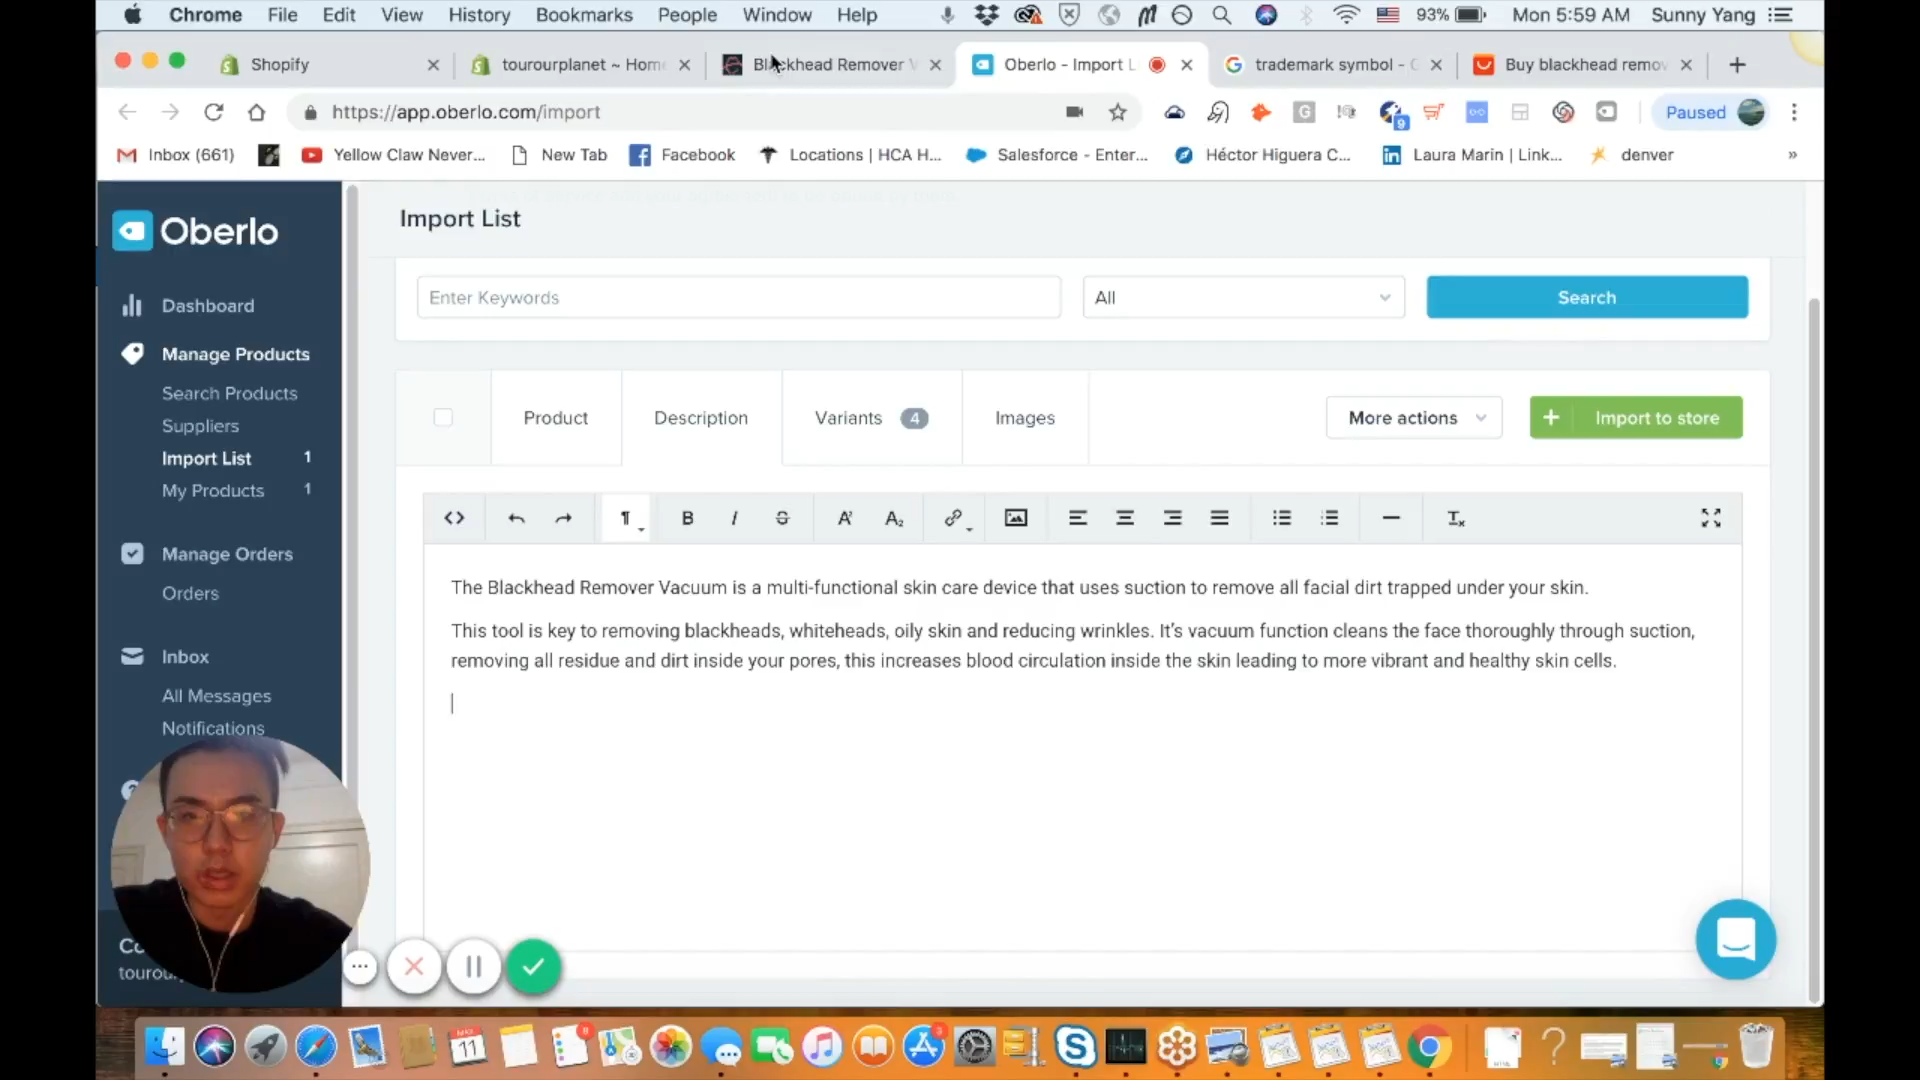 Chrome File Edit View History Bookmarks People Window Help 93% Mon 5:59 AM Sunny Yang
Shopify tourourplanet ~ Home Blackhead Remover V Oberlo - Import L trademark symbol - G Buy blackhead remov
https://app.oberlo.com/import 9 Paused
Inbox (661) Yellow Claw Never... New Tab Facebook Locations | HCA H... Salesforce - Enter... Héctor Higuera C... Laura Marin | Link... denver »
Oberlo
Import List
Enter Keywords All Search
Dashboard
Manage Products
Search Products
Suppliers
Import List 1
My Products 1
Manage Orders
Orders
Inbox
All Messages
Notifications
Product Description Variants 4 Images More actions + Import to store
The Blackhead Remover Vacuum is a multi-functional skin care device that uses suction to remove all facial dirt trapped under your skin.
This tool is key to removing blackheads, whiteheads, oily skin and reducing wrinkles. It's vacuum function cleans the face thoroughly through suction,
removing all residue and dirt inside your pores, this increases blood circulation inside the skin leading to more vibrant and healthy skin cells.
11